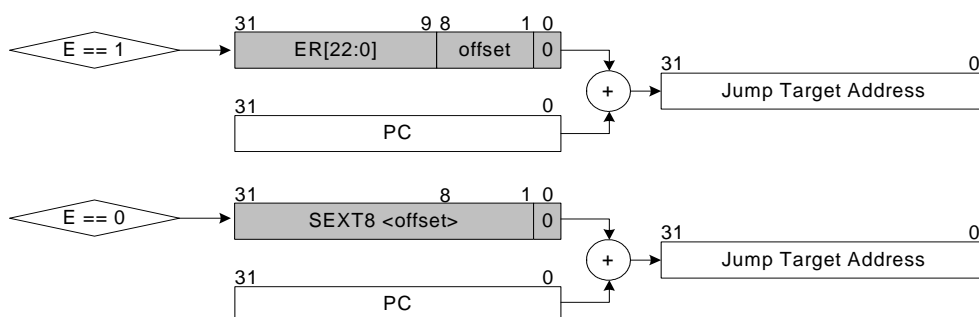 31 9 8 1 0
E == 1 ER[22:0] offset 0
31 0
+ Jump Target Address
31 0
PC
31 8 1 0
E == 0 SEXT8 <offset> 0
31 0
+ Jump Target Address
31 0
PC